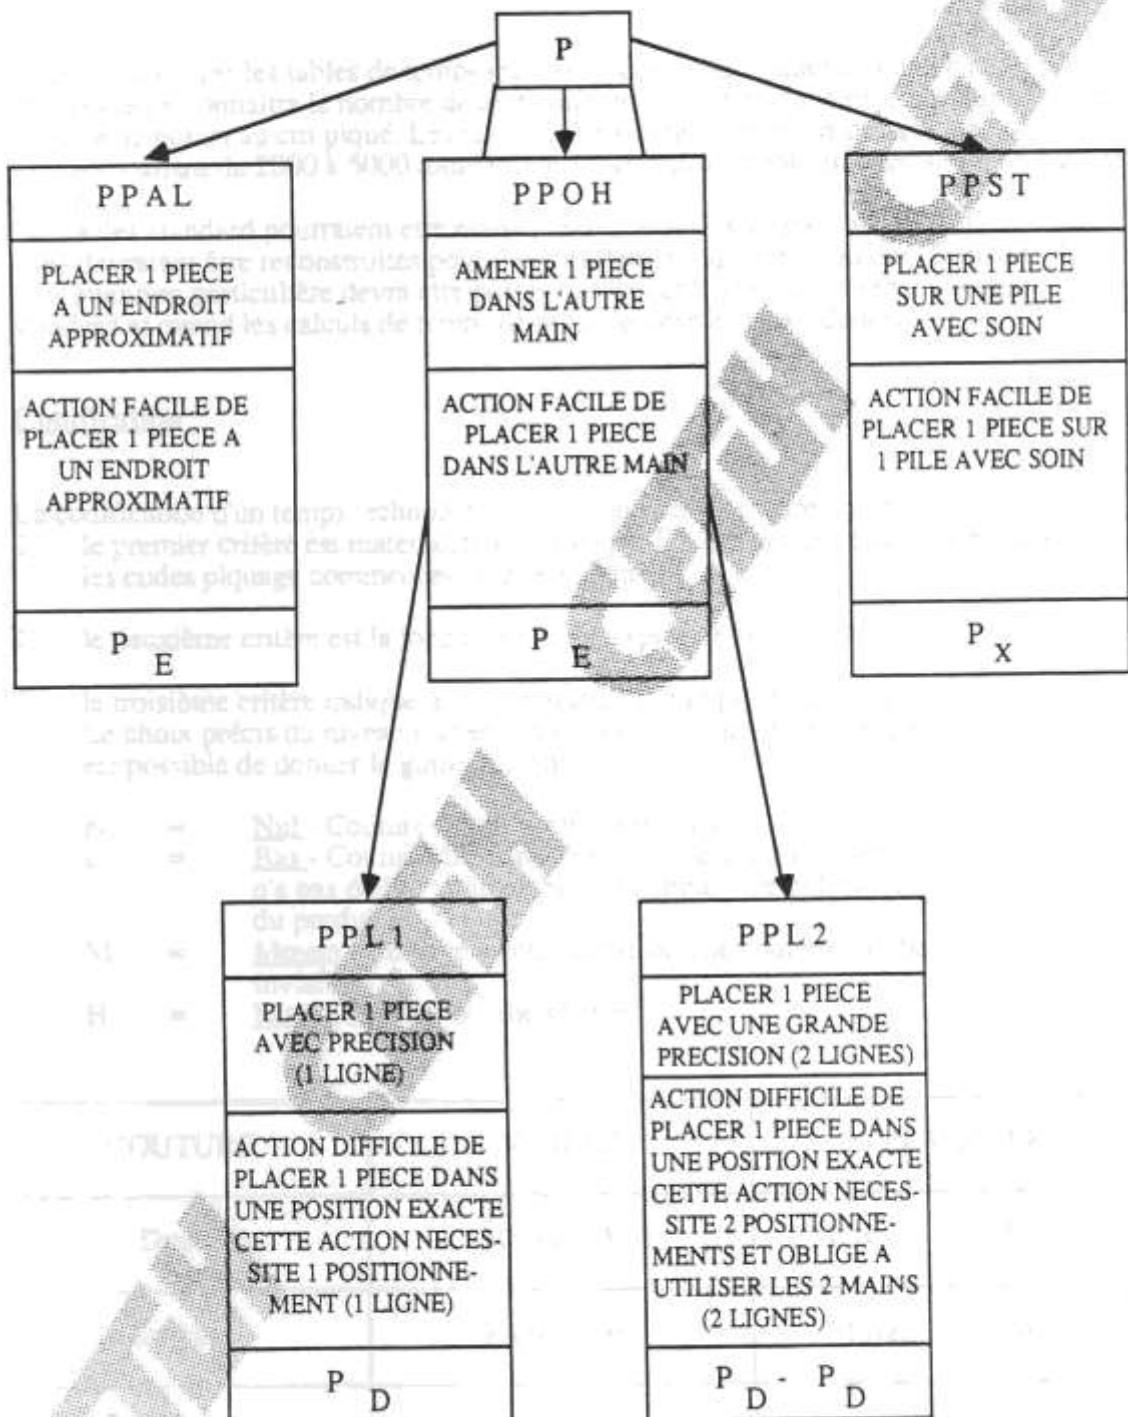 P
P P A L
PLACER 1 PIECE
A UN ENDROIT
APPROXIMATIF
ACTION FACILE DE
PLACER 1 PIECE A
UN ENDROIT
APPROXIMATIF
P E
P P O H
AMENER 1 PIECE
DANS L'AUTRE
MAIN
ACTION FACILE DE
PLACER 1 PIECE
DANS L'AUTRE MAIN
P E
P P S T
PLACER 1 PIECE
SUR UNE PILE
AVEC SOIN
ACTION FACILE DE
PLACER 1 PIECE SUR
1 PILE AVEC SOIN
P X
P P L 1
PLACER 1 PIECE
AVEC PRECISION
(1 LIGNE)
ACTION DIFFICILE DE
PLACER 1 PIECE DANS
UNE POSITION EXACTE
CETTE ACTION NECES-
SITE 1 POSITIONNE-
MENT (1 LIGNE)
P D
P P L 2
PLACER 1 PIECE
AVEC UNE GRANDE
PRECISION (2 LIGNES)
ACTION DIFFICILE DE
PLACER 1 PIECE DANS
UNE POSITION EXACTE
CETTE ACTION NECES-
SITE 2 POSITIONNE-
MENTS ET OBLIGE A
UTILISER LES 2 MAINS
(2 LIGNES)
P D - P D
CETIH
CETIH
CETIH